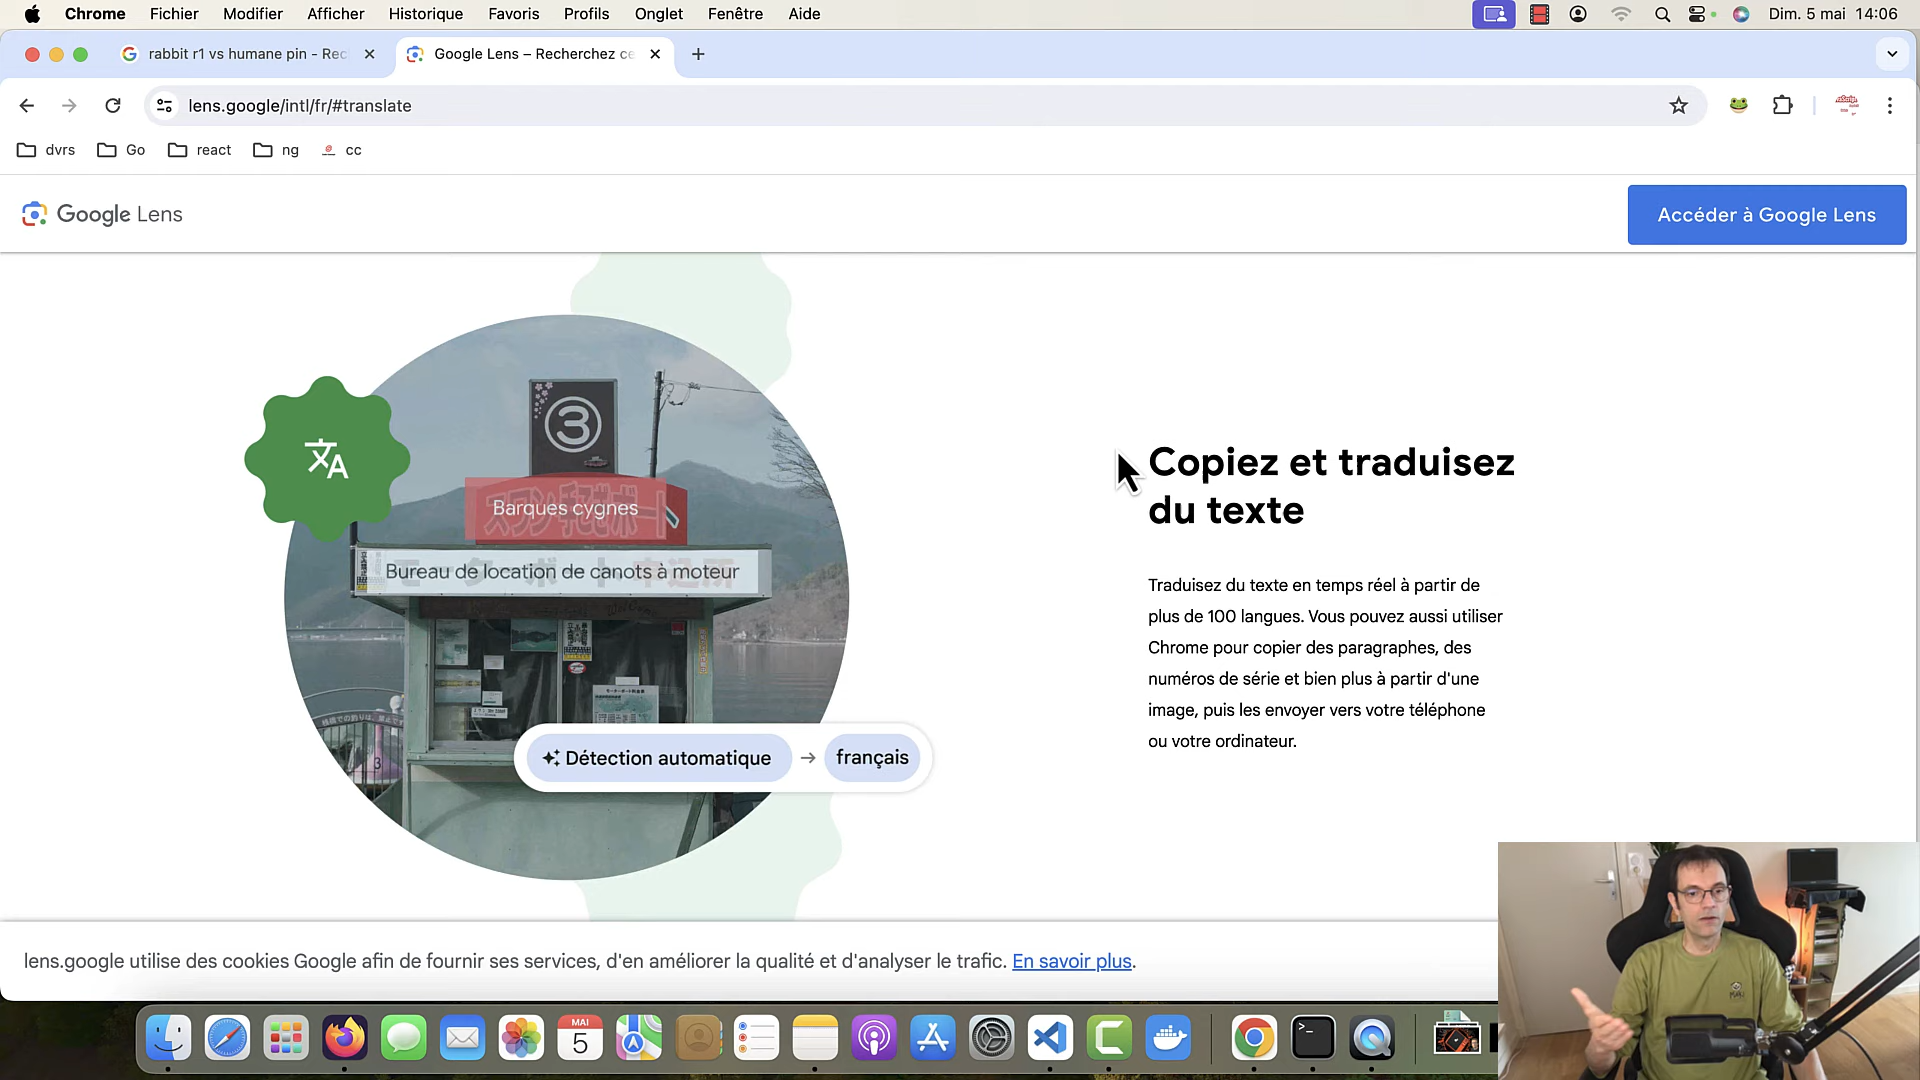 Chrome Fichier Modifier Afficher Historique Favoris Profils Onglet Fenêtre Aide Dim. 5 mai 14:06
rabbit r1 vs humane pin - Rec
Google Lens – Recherchez ce
lens.google/intl/fr/#translate
dvrs Go react ng cc
Google Lens
Accéder à Google Lens
3
Barques cygnes
Bureau de location de canots à moteur
Détection automatique → français
Copiez et traduisez
du texte
Traduisez du texte en temps réel à partir de
plus de 100 langues. Vous pouvez aussi utiliser
Chrome pour copier des paragraphes, des
numéros de série et bien plus à partir d'une
image, puis les envoyer vers votre téléphone
ou votre ordinateur.
lens.google utilise des cookies Google afin de fournir ses services, d'en améliorer la qualité et d'analyser le trafic. En savoir plus.
MAI
5